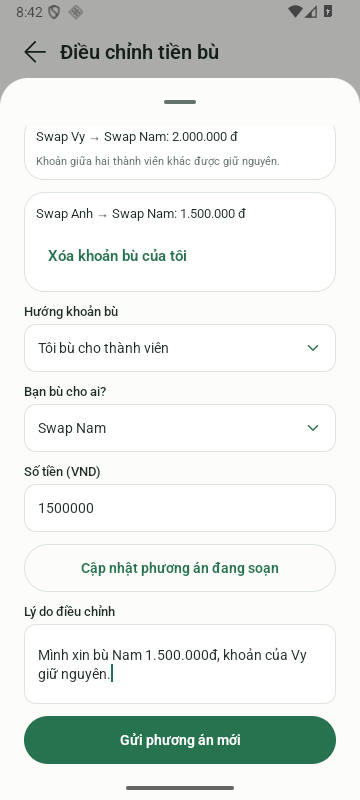 8:42
Điều chỉnh tiền bù
Swap Vy → Swap Nam: 2.000.000 đ
Khoản giữa hai thành viên khác được giữ nguyên.
Swap Anh → Swap Nam: 1.500.000 đ
Xóa khoản bù của tôi
Hướng khoản bù
Tôi bù cho thành viên
Bạn bù cho ai?
Swap Nam
Số tiền (VND)
1500000
Cập nhật phương án đang soạn
Lý do điều chỉnh
Mình xin bù Nam 1.500.000đ, khoản của Vy
giữ nguyên.
Gửi phương án mới